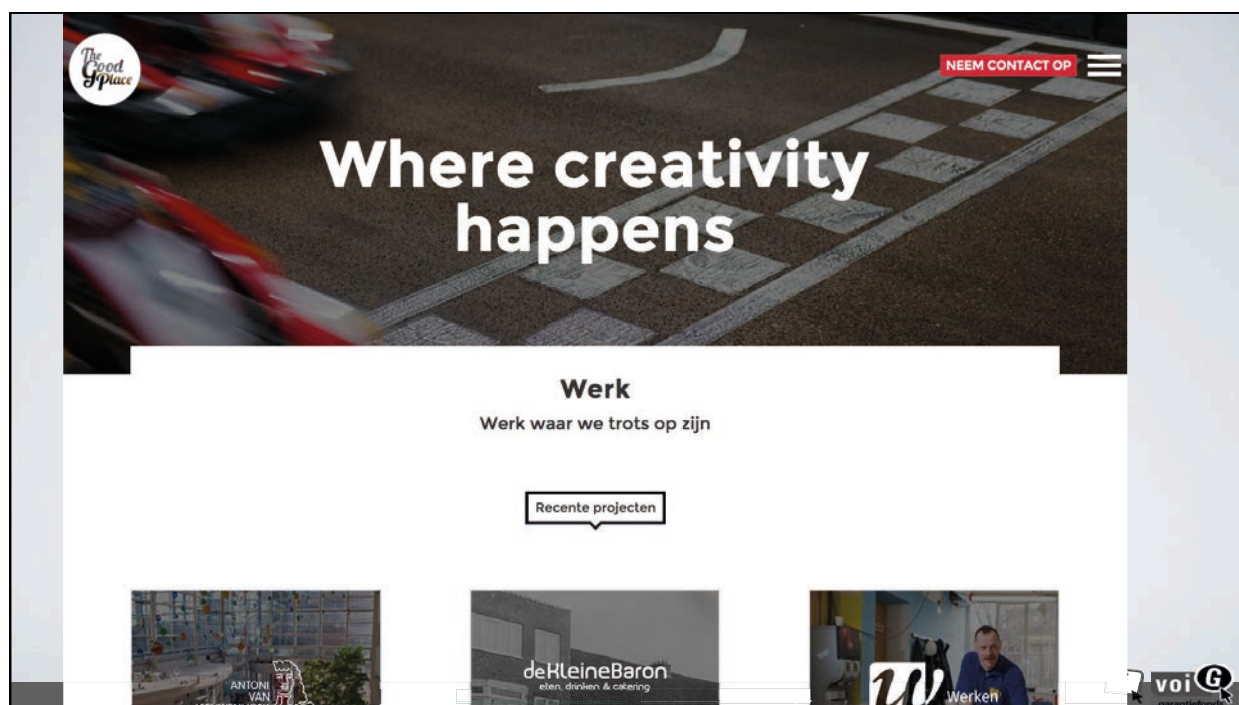 The
Good
Place
NEEM CONTACT OP
Where creativity
happens
Werk
Werk waar we trots op zijn
Recente projecten
ANTONI
VAN
deKleineBaron
eten, drinken & catering
W
Werken
voi G
garantiefonds